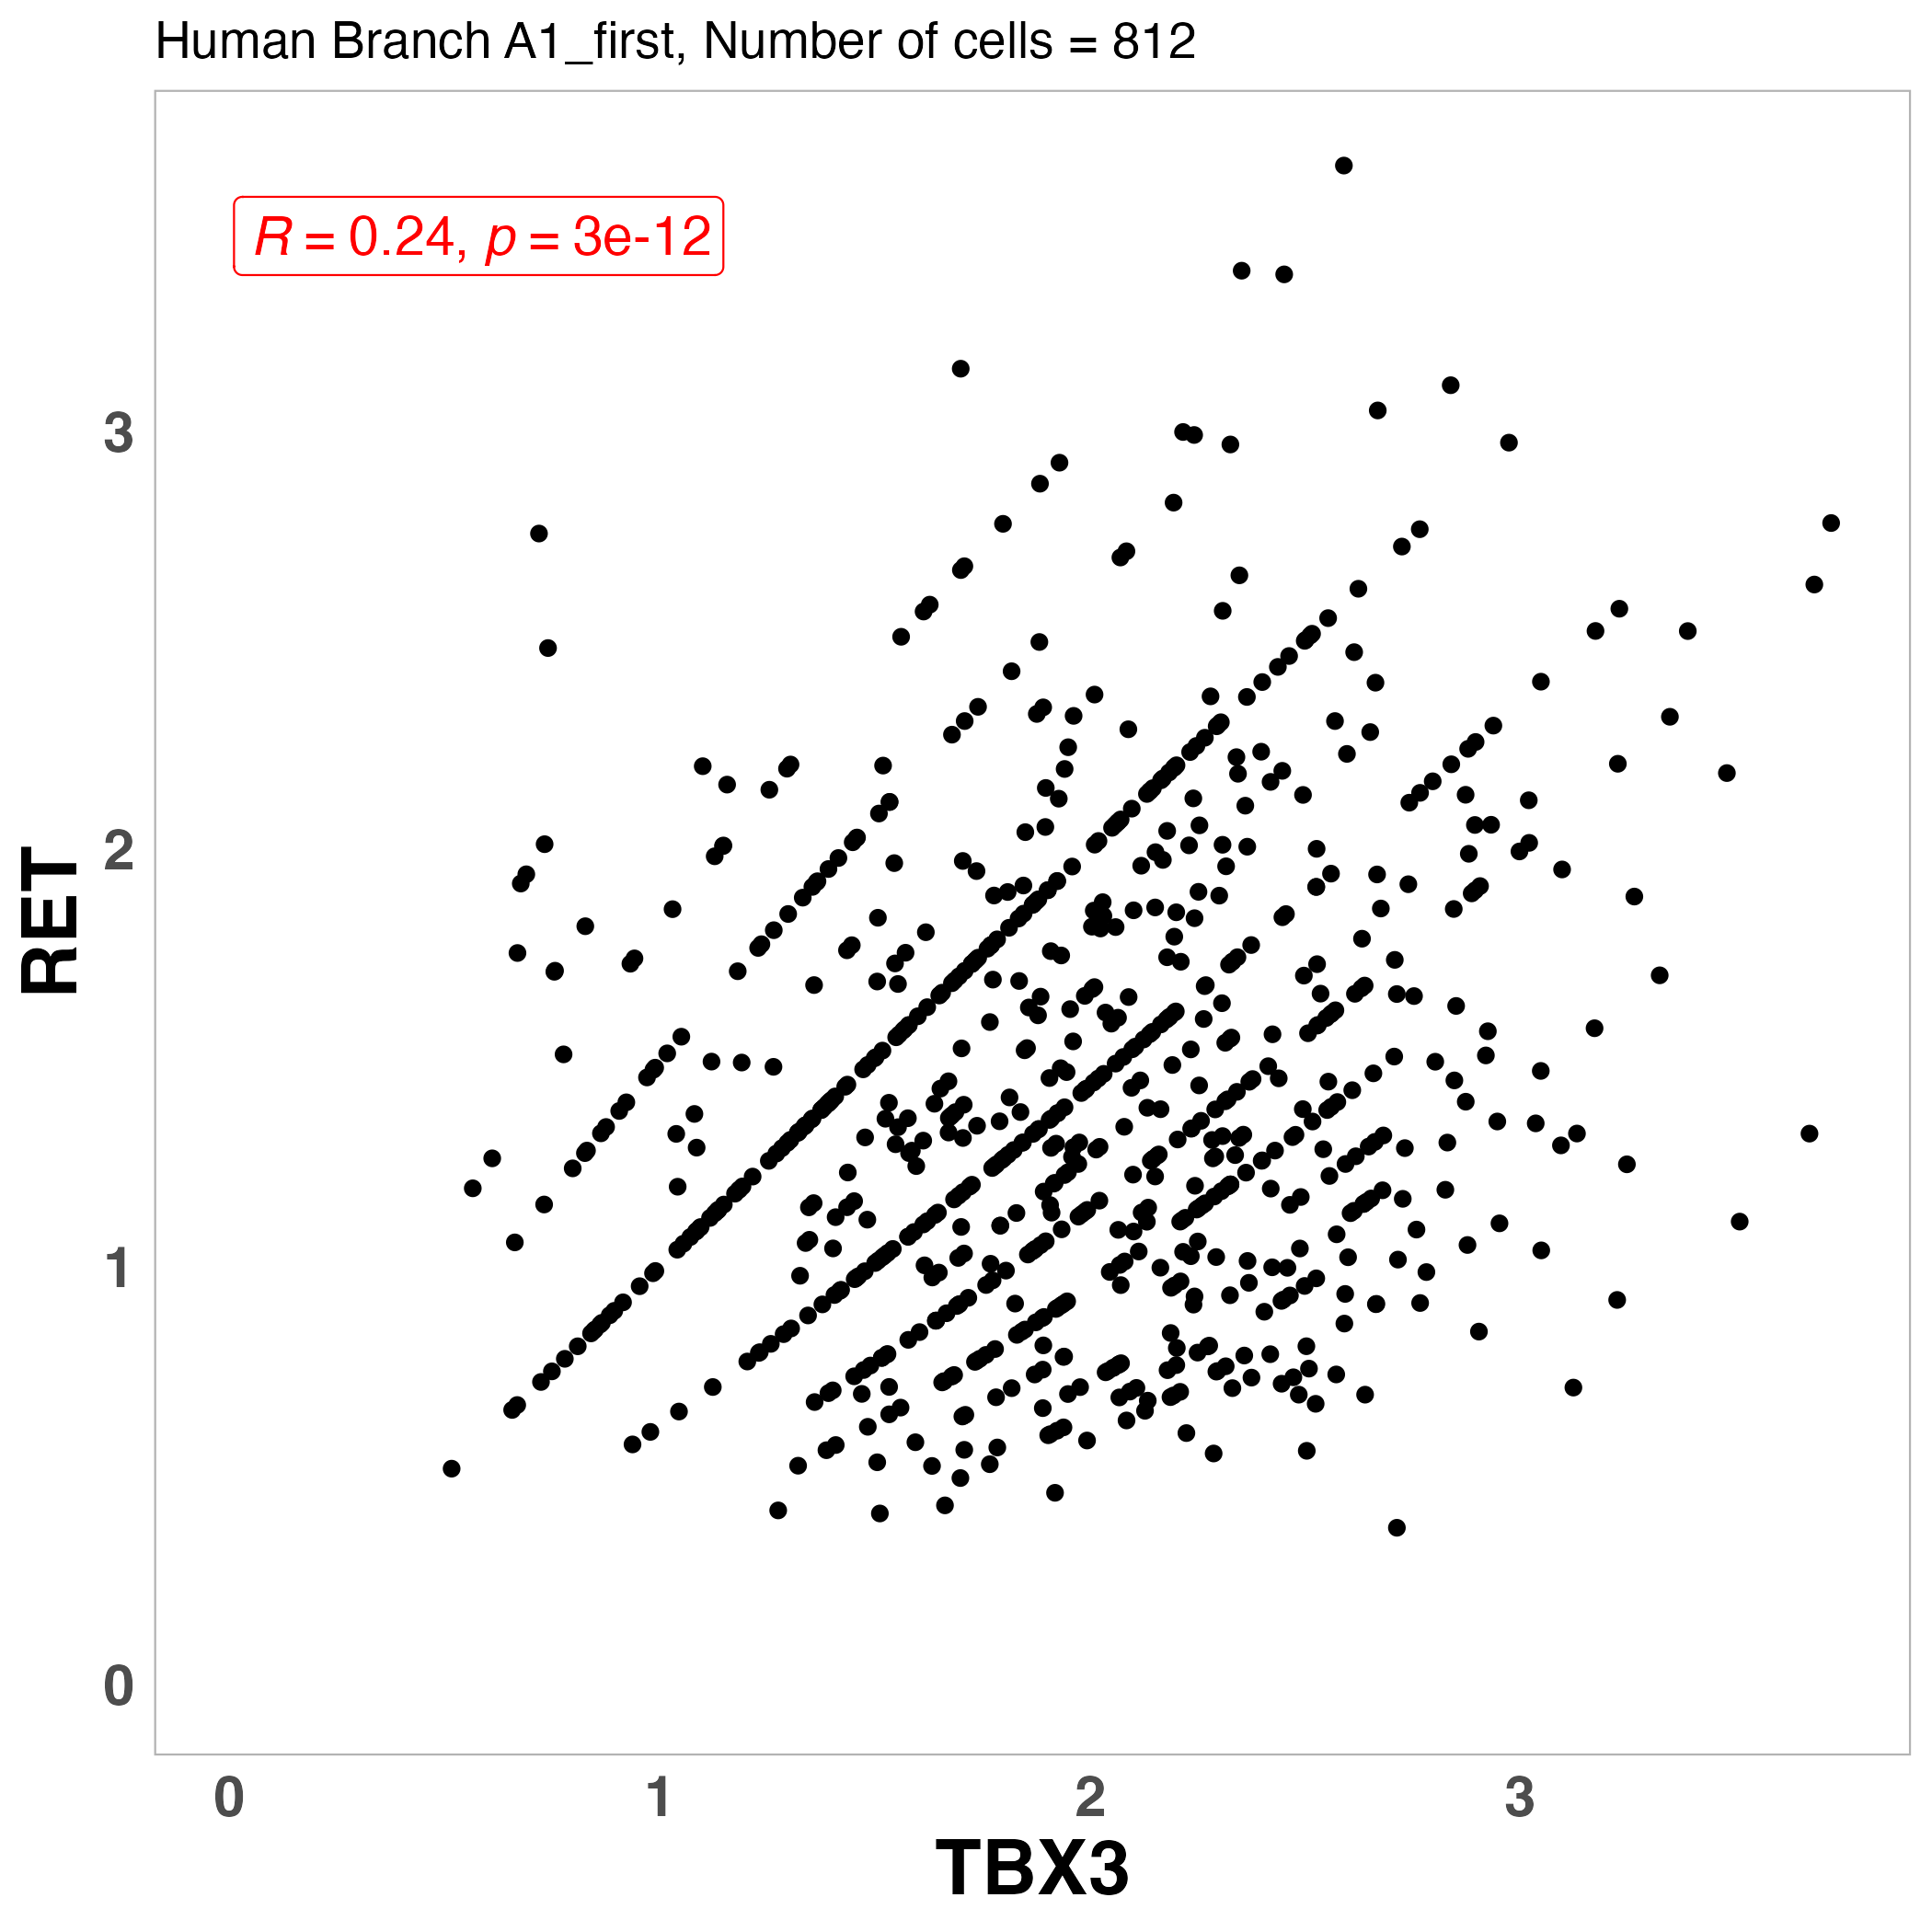 Human Branch A1_first, Number of cells = 812
R = 0.24, p = 3e-12
3
2
1
0
RET
0
1
2
3
TBX3